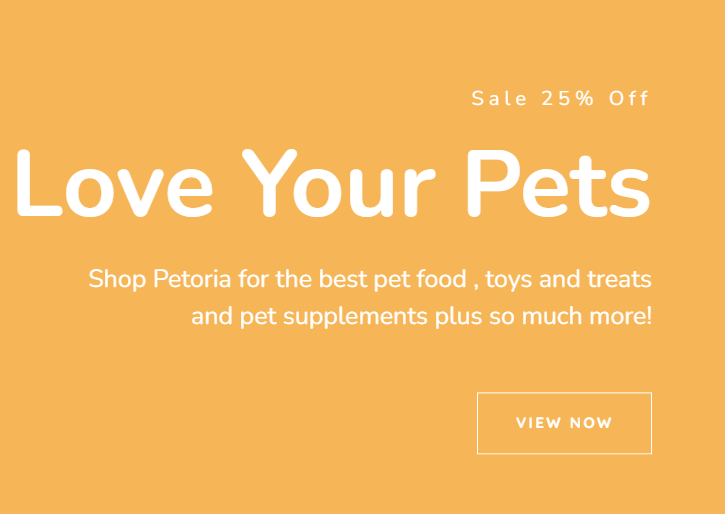 Sale 25% Off
Love Your Pets
Shop Petoria for the best pet food , toys and treats
and pet supplements plus so much more!
VIEW NOW